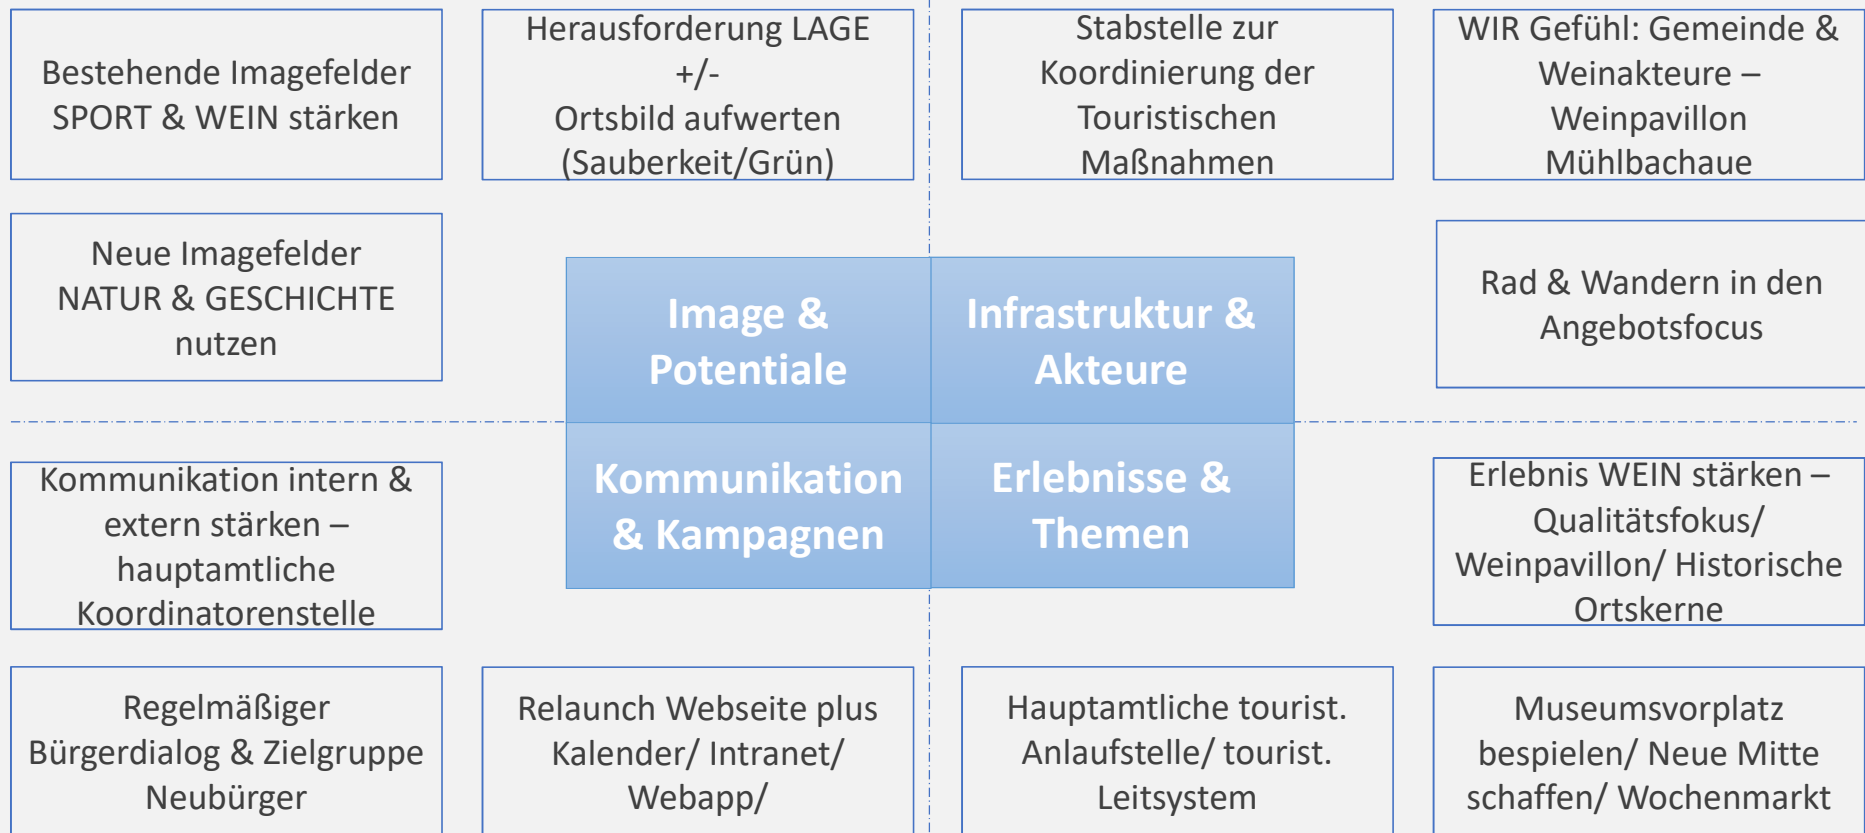 Bestehende Imagefelder
SPORT & WEIN stärken
Herausforderung LAGE
+/-
Ortsbild aufwerten
(Sauberkeit/Grün)
Stabstelle zur
Koordinierung der
Touristischen
Maßnahmen
WIR Gefühl: Gemeinde &
Weinakteure –
Weinpavillon
Mühlbachaue
Neue Imagefelder
NATUR & GESCHICHTE
nutzen
Image &
Potentiale
Infrastruktur &
Akteure
Rad & Wandern in den
Angebotsfocus
Kommunikation intern &
extern stärken –
hauptamtliche
Koordinatorenstelle
Kommunikation
& Kampagnen
Erlebnisse &
Themen
Erlebnis WEIN stärken –
Qualitätsfokus/
Weinpavillon/ Historische
Ortskerne
Regelmäßiger
Bürgerdialog & Zielgruppe
Neubürger
Relaunch Webseite plus
Kalender/ Intranet/
Webapp/
Hauptamtliche tourist.
Anlaufstelle/ tourist.
Leitsystem
Museumsvorplatz
bespielen/ Neue Mitte
schaffen/ Wochenmarkt